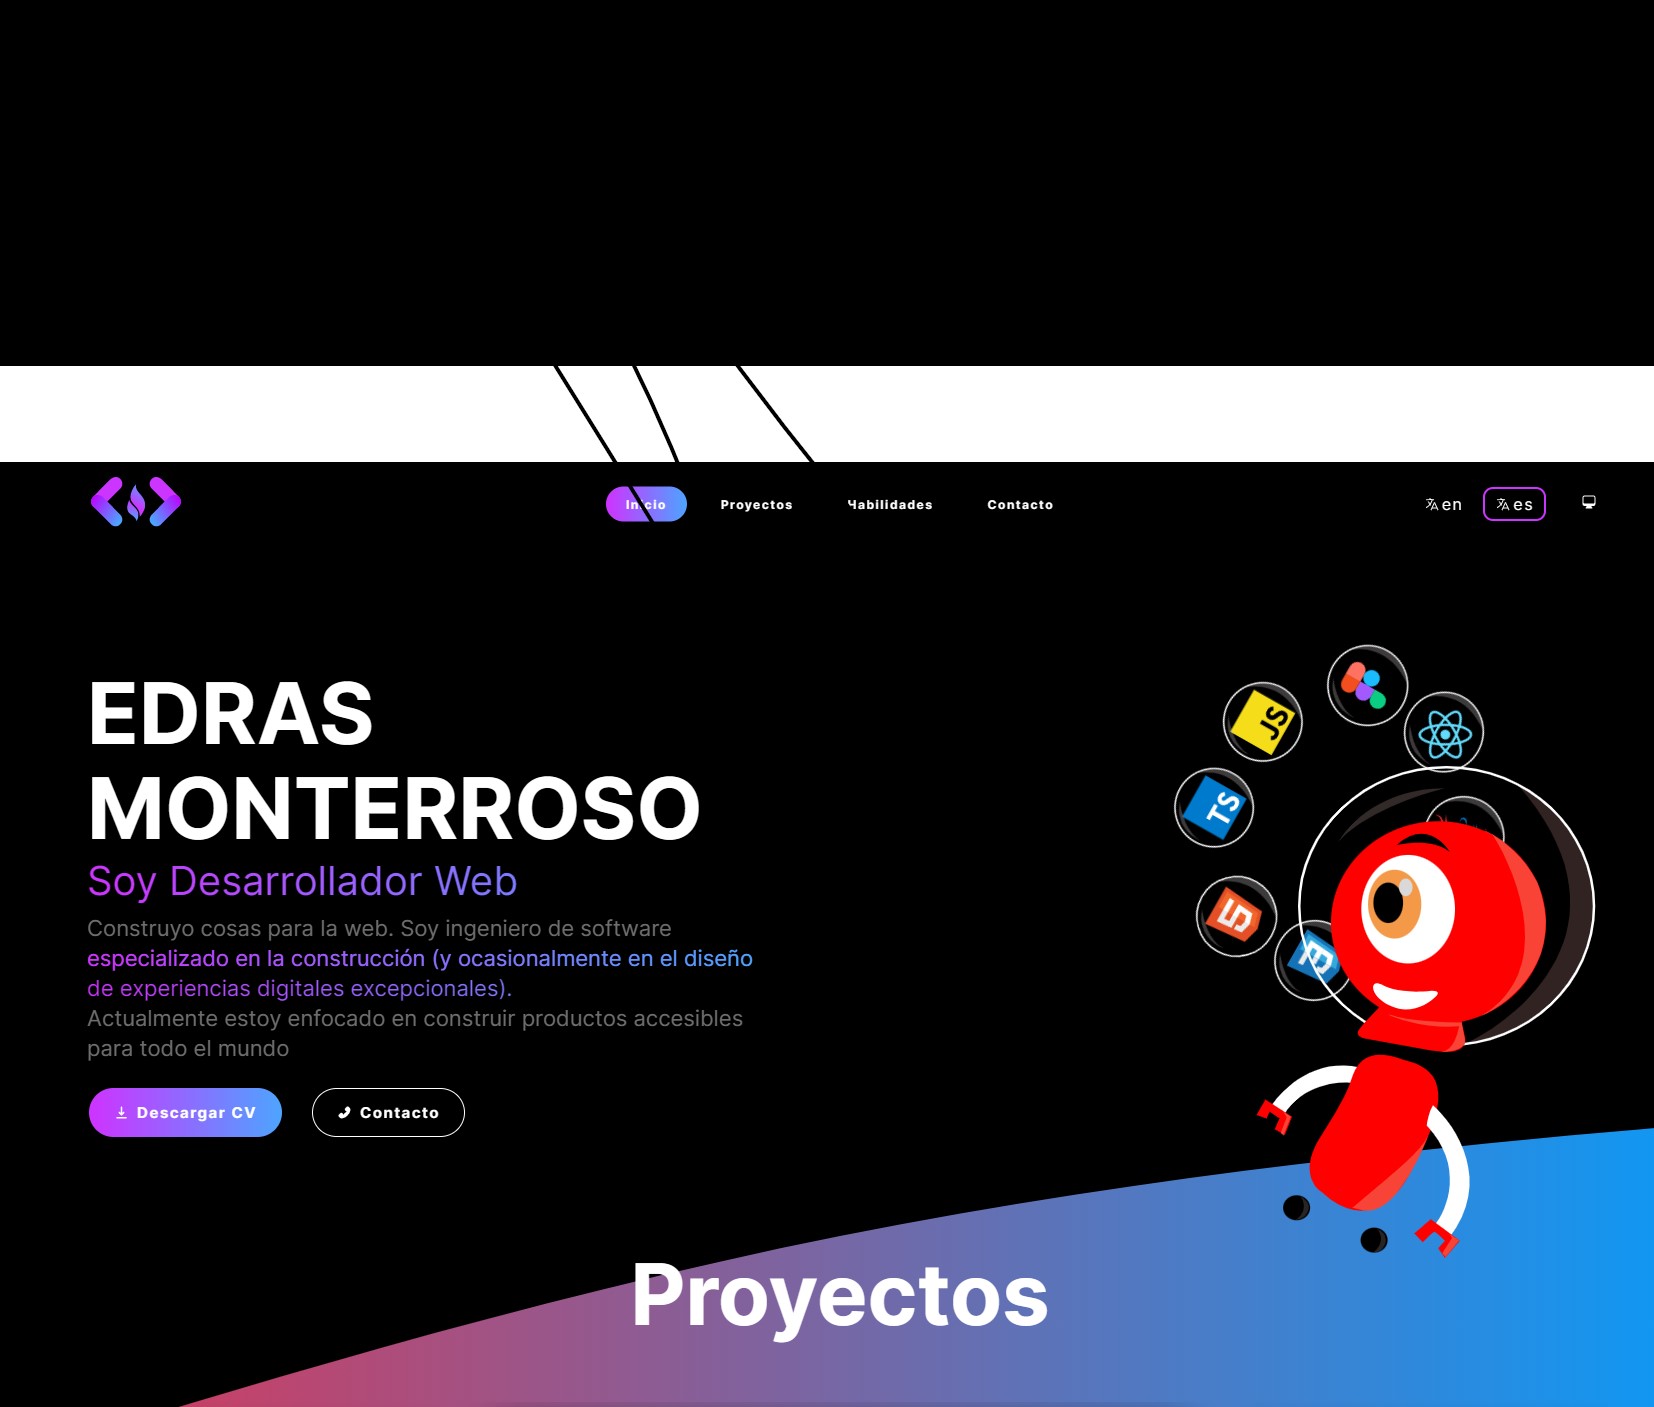 Inicio Proyectos Habilidades Contacto en es
EDRAS
MONTERROSO
Soy Desarrollador Web
Construyo cosas para la web. Soy ingeniero de software
especializado en la construcción (y ocasionalmente en el diseño
de experiencias digitales excepcionales).
Actualmente estoy enfocado en construir productos accesibles
para todo el mundo
Descargar CV Contacto
JS
TS
5
3
Proyectos